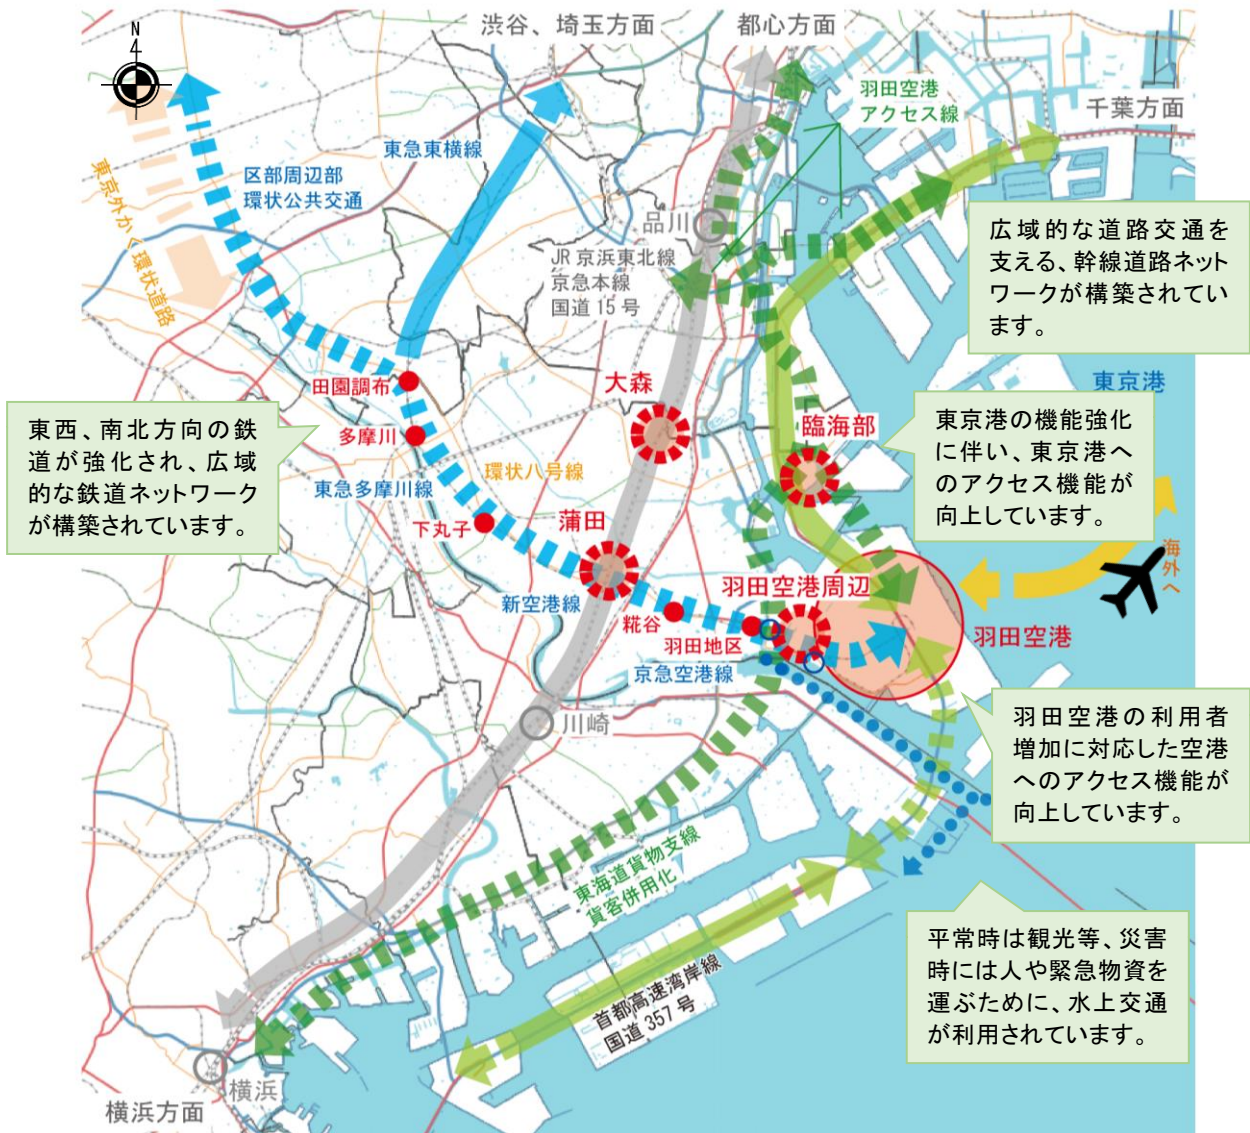 渋谷、埼玉方面
都心方面
N
羽田空港
アクセス線
千葉方面
東急東横線
区部周辺部
環状公共交通
東京外かく環状道路
品川
JR 京浜東北線
京急本線
国道 15 号
広域的な道路交通を
支える、幹線道路ネット
ワークが構築されてい
ます。
東京港
田園調布
大森
多摩川
臨海部
東西、南北方向の鉄
道が強化され、広域
的な鉄道ネットワーク
が構築されています。
東京港の機能強化
に伴い、東京港へ
のアクセス機能が
向上しています。
環状八号線
東急多摩川線
下丸子
蒲田
海外へ
羽田空港周辺
新空港線
糀谷
羽田地区
羽田空港
京急空港線
川崎
羽田空港の利用者
増加に対応した空港
へのアクセス機能が
向上しています。
東海道貨物支線
貨客併用化
首都高速湾岸線
国道 357 号
平常時は観光等、災害
時には人や緊急物資を
運ぶために、水上交通
が利用されています。
横浜
横浜方面